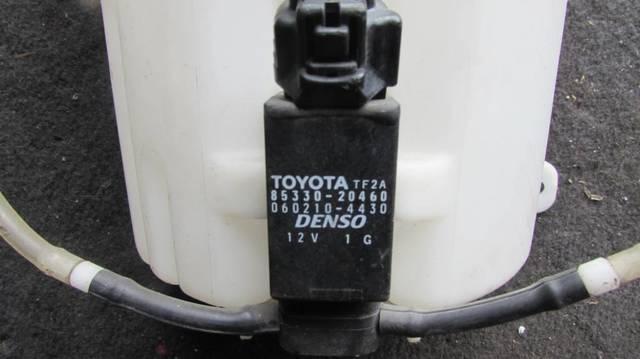 TOYOTA TF2A
85330-20460
060210-4430
DENSO
12V 1G